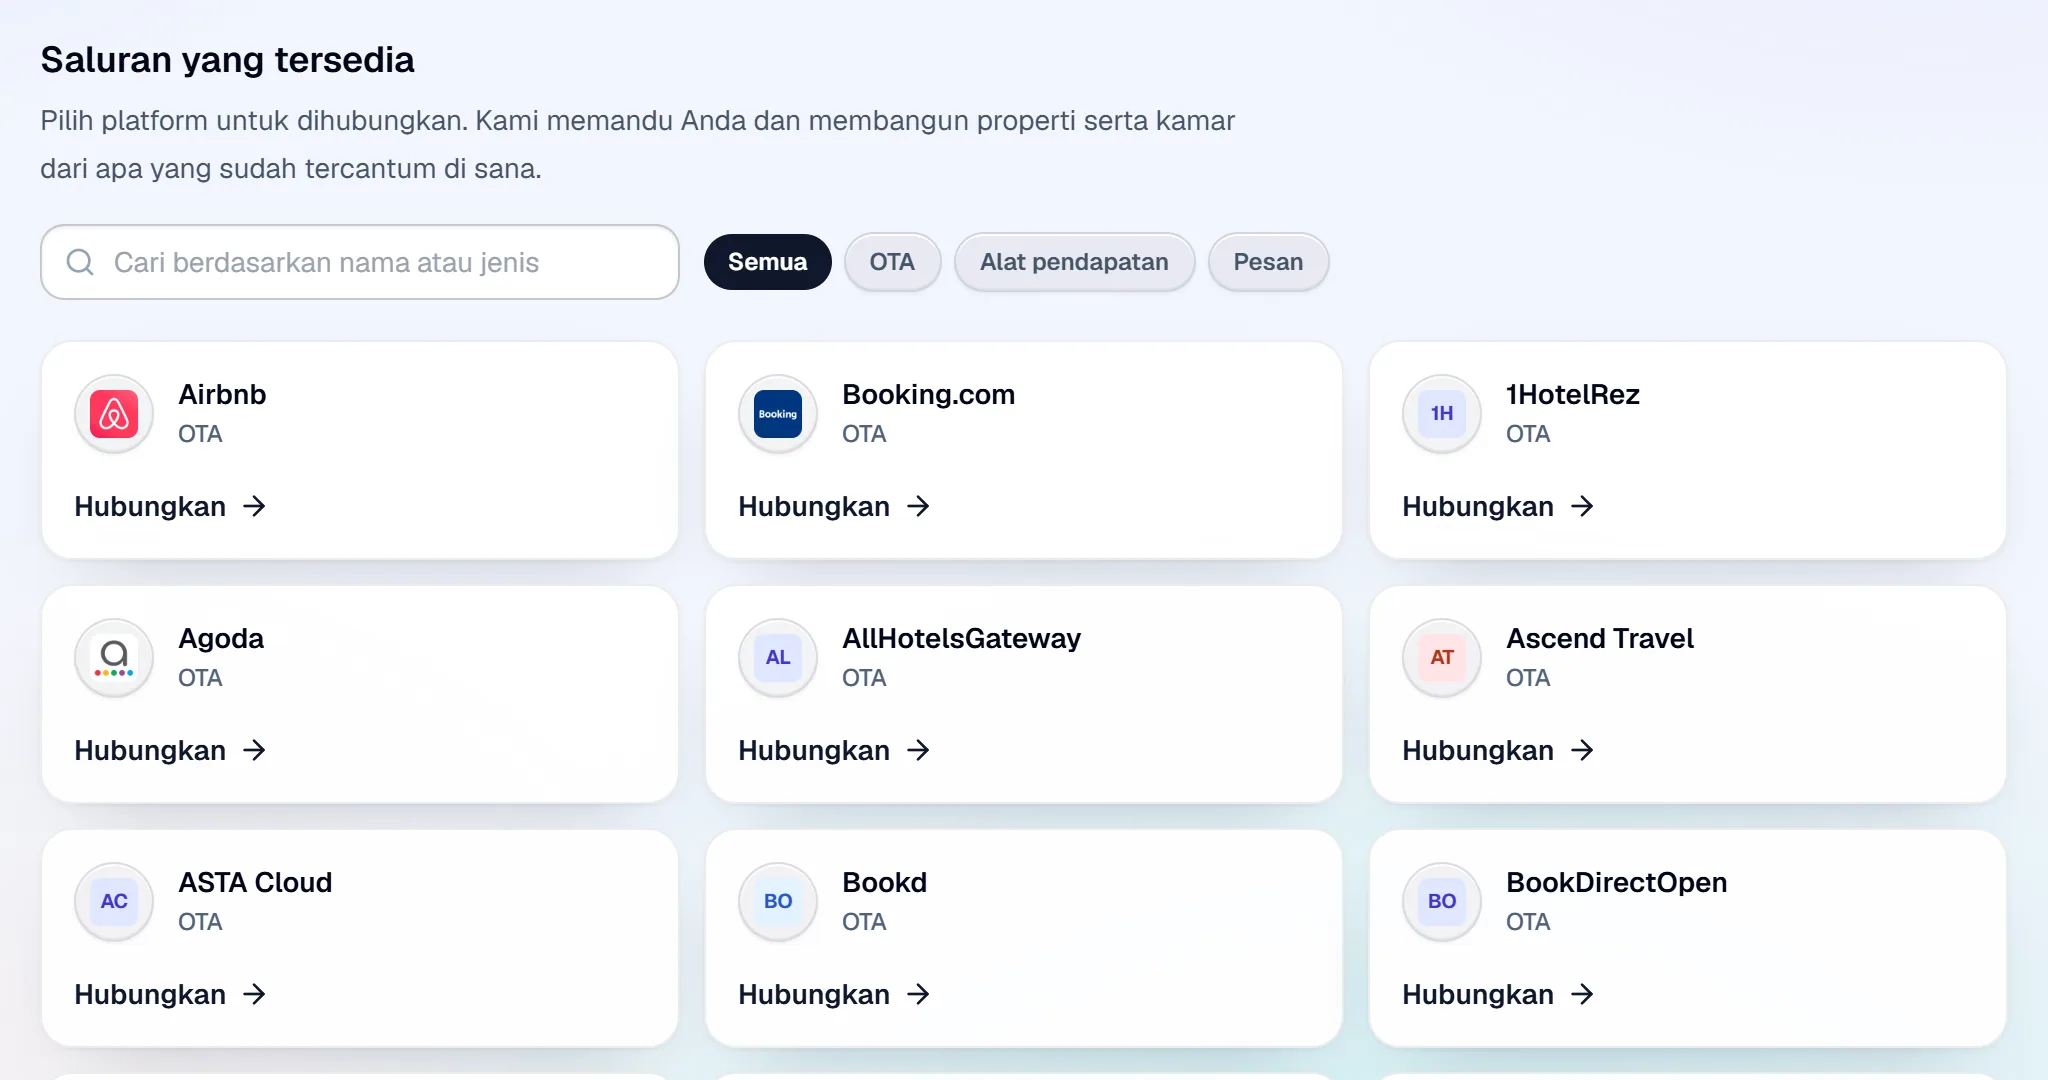 Saluran yang tersedia
Pilih platform untuk dihubungkan. Kami memandu Anda dan membangun properti serta kamar
dari apa yang sudah tercantum di sana.
Cari berdasarkan nama atau jenis
Semua
OTA
Alat pendapatan
Pesan
Airbnb
OTA
Hubungkan →
Booking
Booking.com
OTA
Hubungkan →
1H
1HotelRez
OTA
Hubungkan →
Agoda
OTA
Hubungkan →
AL
AllHotelsGateway
OTA
Hubungkan →
AT
Ascend Travel
OTA
Hubungkan →
AC
ASTA Cloud
OTA
Hubungkan →
BO
Bookd
OTA
Hubungkan →
BO
BookDirectOpen
OTA
Hubungkan →